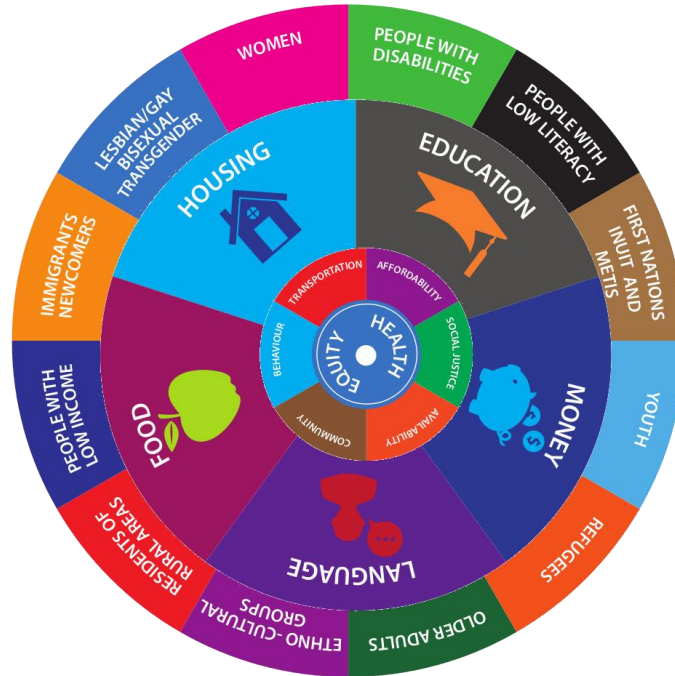 WOMEN
PEOPLE WITH
DISABILITIES
PEOPLE WITH
LOW LITERACY
FIRST NATIONS
INUIT AND
METIS
YOUTH
REFUGEES
OLDER ADULTS
ETHNO-CULTURAL
GROUPS
RESIDENTS OF
RURAL AREAS
PEOPLE WITH
LOW INCOME
IMMIGRANTS
NEWCOMERS
LESBIAN/GAY
BISEXUAL
TRANSGENDER
HOUSING
EDUCATION
MONEY
$
LANGUAGE
FOOD
TRANSPORTATION
AFFORDABILITY
SOCIAL JUSTICE
AVAILABILITY
COMMUNITY
BEHAVIOUR
HEALTH
EQUITY